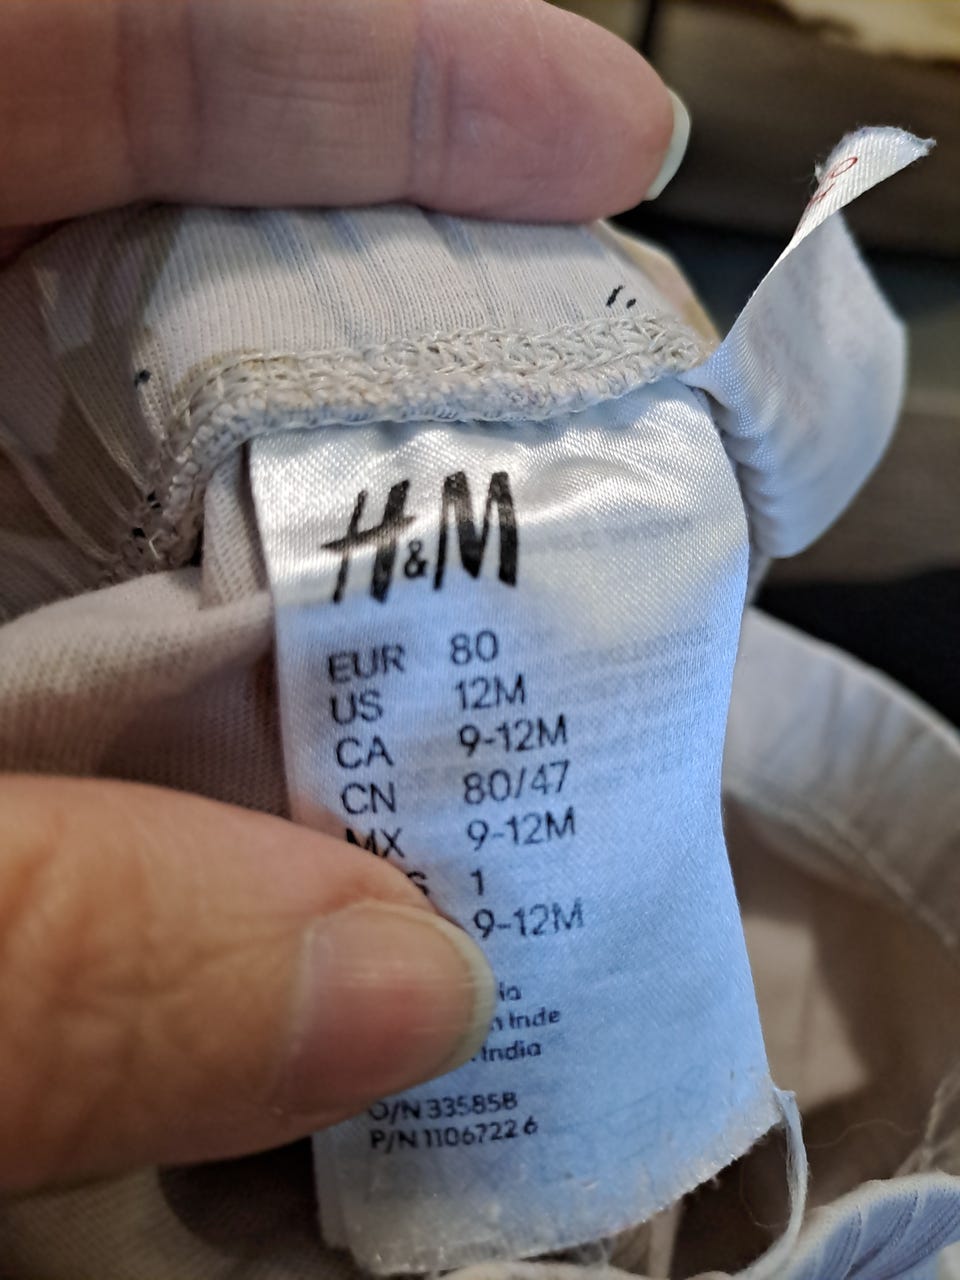 H&M
EUR 80
US 12M
CA 9-12M
CN 80/47
MX 9-12M
1
9-12M
Inde
India
O/N 335858
P/N 11067226